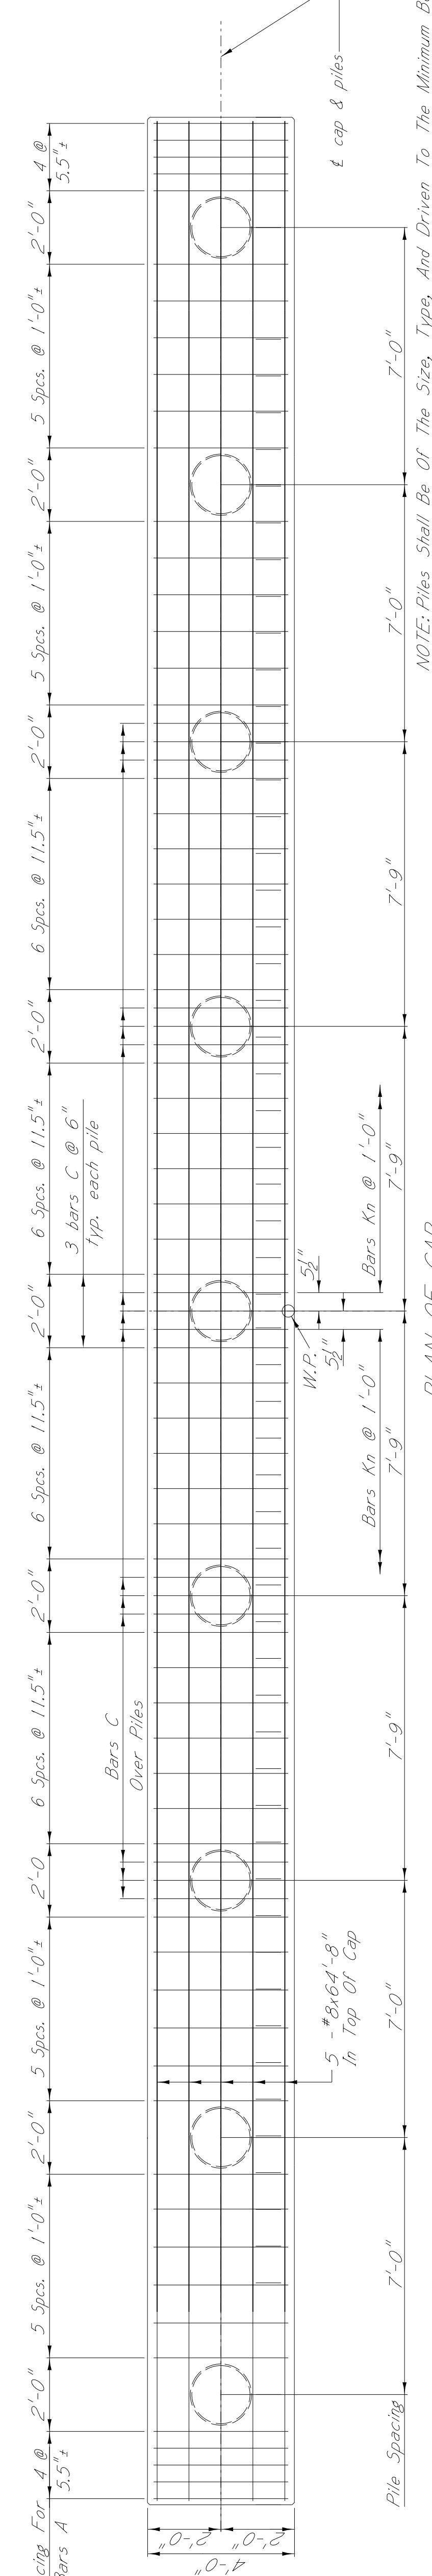 cing For 4 @ 2'-0" 5 Spcs. @ 1'-0"± 2'-0" 5 Spcs. @ 1'-0"± 2'-0 6 Spcs. @ 11.5"± 2'-0" 6 Spcs. @ 11.5"± 2'-0" 6 Spcs. @ 11.5"± 2'-0" 6 Spcs. @ 11.5"± 2'-0" 5 Spcs. @ 1'-0"± 2'-0" 5 Spcs. @ 1'-0"± 2'-0" 4 @
Bars A 5.5"± 5.5"±
3 bars C @ 6"
typ. each pile
Bars C
Over Piles
2'-0"
2'-0"
4'-0"
W.P.
5½"
5½"
5 - #8x64'-8"
In Top Of Cap
Bars Kn @ 1'-0" Bars Kn @ 1'-0"
℄ cap & piles
Pile Spacing 7'-0" 7'-0" 7'-9" 7'-9" 7'-9" 7'-9" 7'-0" 7'-0"
PLAN OF CAP
NOTE: Piles Shall Be Of The Size, Type, And Driven To The Minimum Be